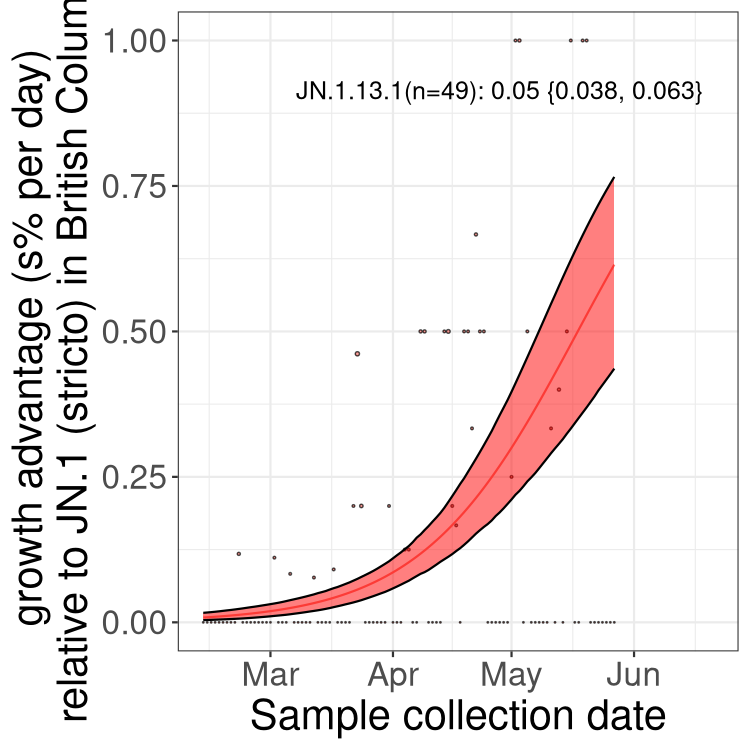 growth advantage (s% per day)
relative to JN.1 (stricto) in British Colum
1.00
0.75
0.50
0.25
0.00
JN.1.13.1(n=49): 0.05 {0.038, 0.063}
Mar Apr May Jun
Sample collection date